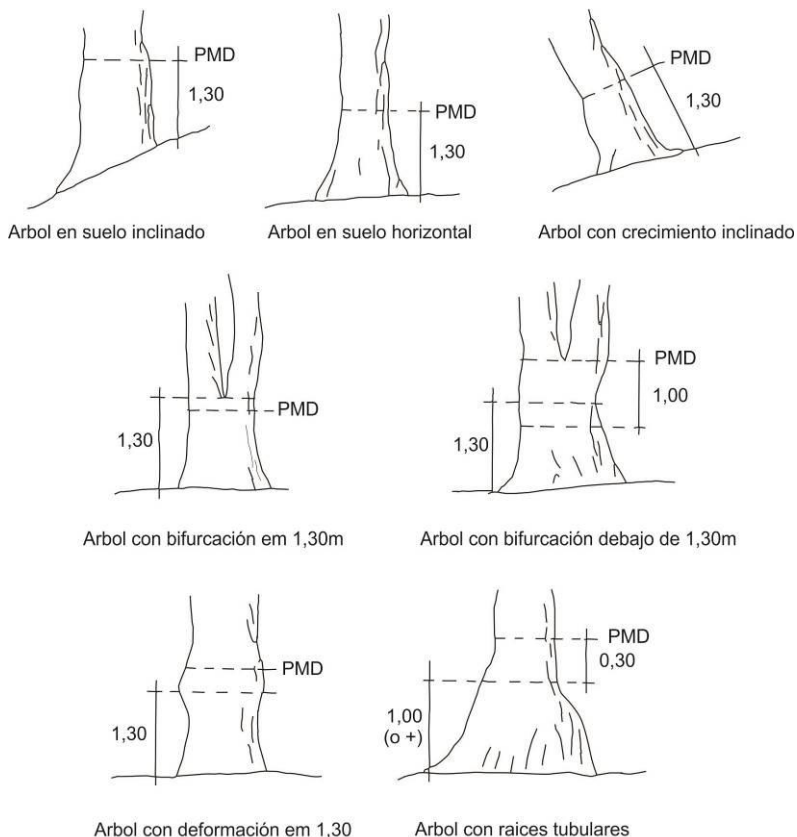 PMD
1,30
Arbol en suelo inclinado
PMD
1,30
Arbol en suelo horizontal
PMD
1,30
Arbol con crecimiento inclinado
1,30
PMD
Arbol con bifurcación em 1,30m
PMD
1,00
1,30
Arbol con bifurcación debajo de 1,30m
PMD
1,30
Arbol con deformación em 1,30
PMD
0,30
1,00
(o +)
Arbol con raices tubulares